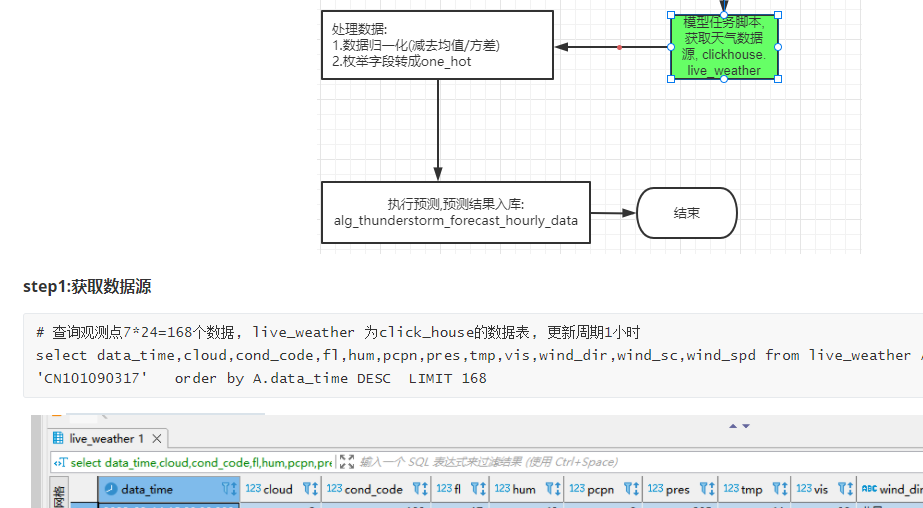 处理数据:
1.数据归一化(减去均值/方差)
2.枚举字段转成one_hot
模型任务脚本,
获取天气数据
源, clickhouse.
live_weather
执行预测,预测结果入库:
alg_thunderstorm_forecast_hourly_data
结束
step1:获取数据源
# 查询观测点7*24=168个数据, live_weather 为click_house的数据表, 更新周期1小时
select data_time,cloud,cond_code,fl,hum,pcpn,pres,tmp,vis,wind_dir,wind_sc,wind_spd from live_weather
'CN101090317' order by A.data_time DESC LIMIT 168
live_weather 1
select data_time,cloud,cond_code,fl,hum,pcpn,pre
输入一个 SQL 表达式来过滤结果 (使用 Ctrl+Space)
data_time 123 cloud 123 cond_code 123 fl 123 hum 123 pcpn 123 pres 123 tmp 123 vis ABC wind_dir
网格